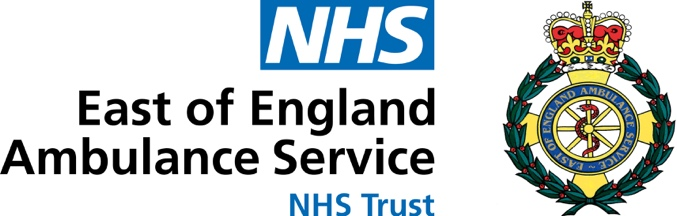 NHS
East of England
Ambulance Service
NHS Trust
EAST OF ENGLAND AMBULANCE SERVICE